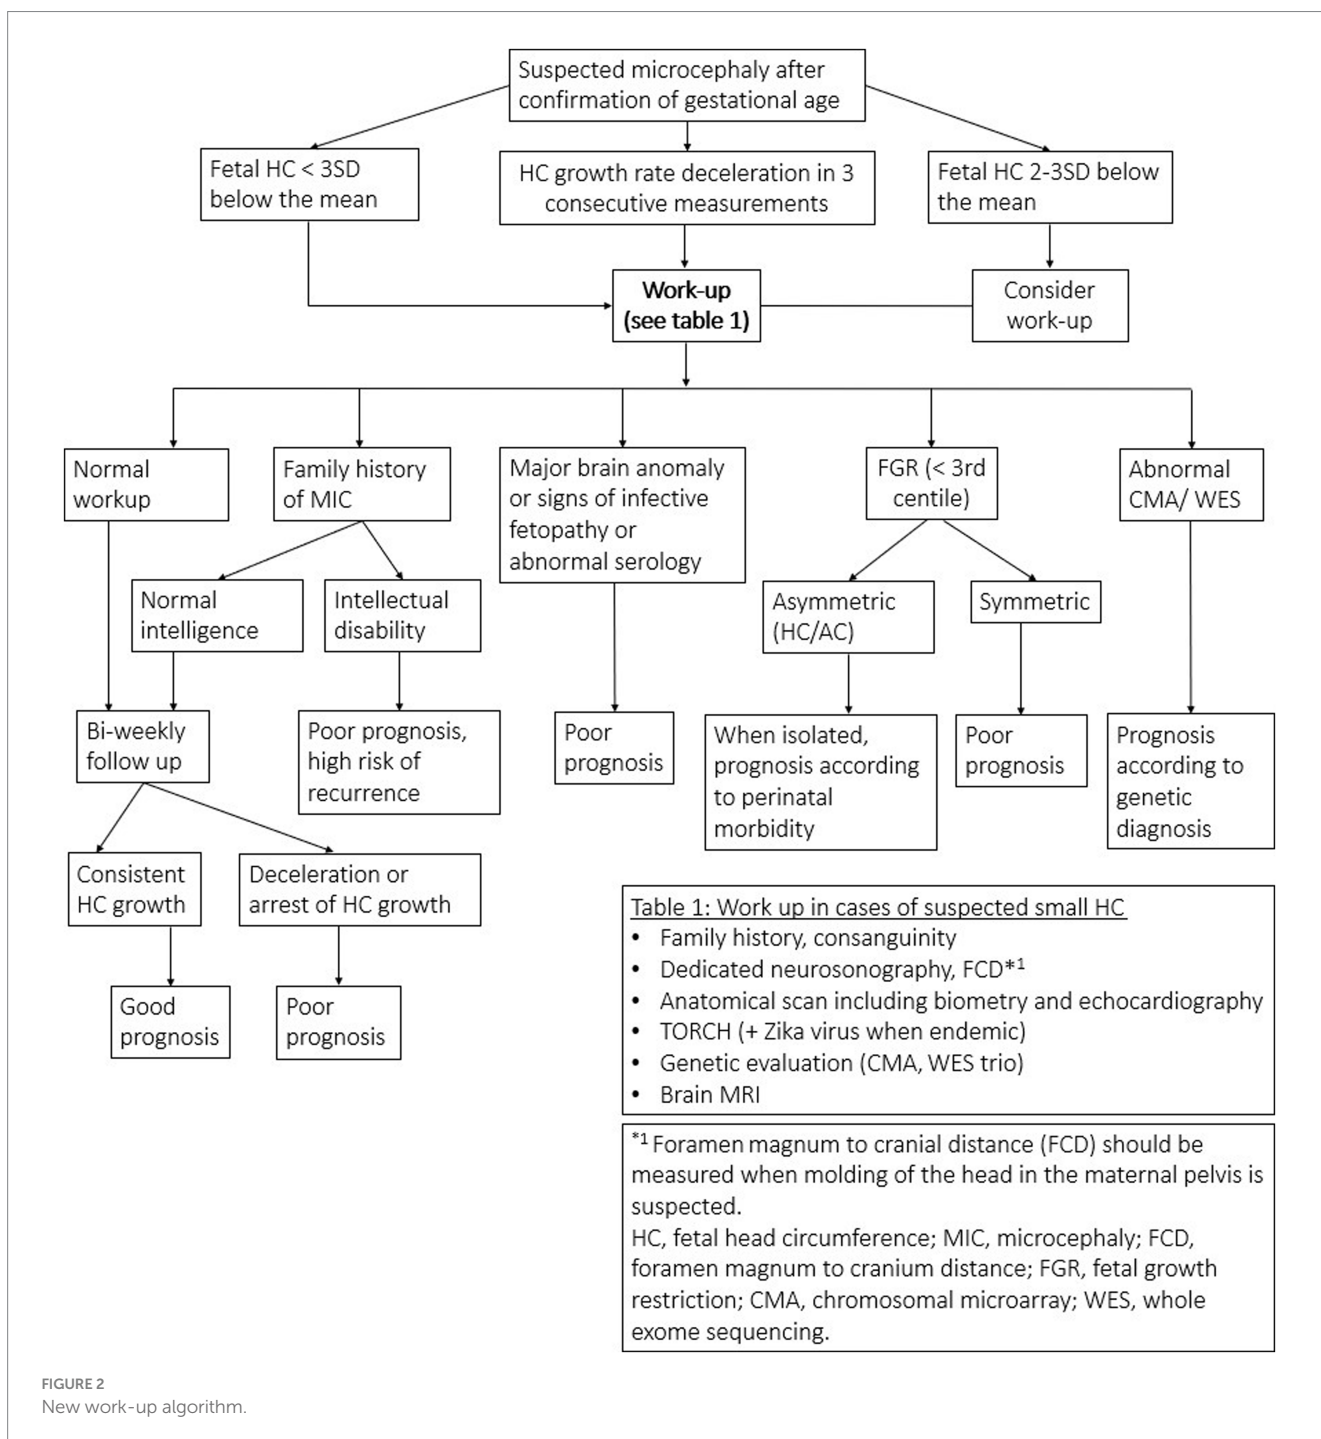 Suspected microcephaly after
confirmation of gestational age
Fetal HC < 3SD
below the mean
HC growth rate deceleration in 3
consecutive measurements
Fetal HC 2-3SD below
the mean
Work-up
(see table 1)
Consider
work-up
Normal
workup
Family history
of MIC
Major brain anomaly
or signs of infective
fetopathy or
abnormal serology
FGR (< 3rd
centile)
Abnormal
CMA/ WES
Normal
intelligence
Intellectual
disability
Asymmetric
(HC/AC)
Symmetric
Bi-weekly
follow up
Poor prognosis,
high risk of
recurrence
Poor
prognosis
When isolated,
prognosis according
to perinatal
morbidity
Poor
prognosis
Prognosis
according to
genetic
diagnosis
Consistent
HC growth
Deceleration or
arrest of HC growth
Good
prognosis
Poor
prognosis
Table 1: Work up in cases of suspected small HC
• Family history, consanguinity
• Dedicated neurosonography, FCD*1
• Anatomical scan including biometry and echocardiography
• TORCH (+ Zika virus when endemic)
• Genetic evaluation (CMA, WES trio)
• Brain MRI
*1 Foramen magnum to cranial distance (FCD) should be
measured when molding of the head in the maternal pelvis is
suspected.
HC, fetal head circumference; MIC, microcephaly; FCD,
foramen magnum to cranium distance; FGR, fetal growth
restriction; CMA, chromosomal microarray; WES, whole
exome sequencing.
FIGURE 2
New work-up algorithm.